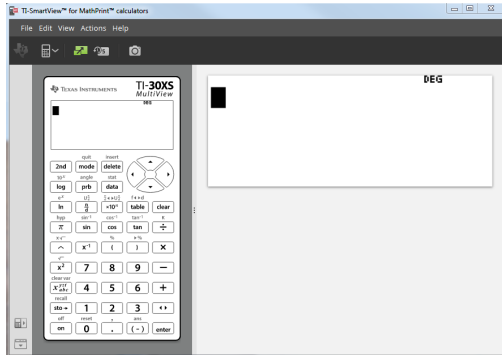 TI-SmartView™ for MathPrint™ calculators
File Edit View Actions Help
DEG
TEXAS INSTRUMENTS TI-30XS
MultiView
DEG
quit insert
2nd mode delete
10ˣ angle stat
log prb data
eˣ f◄►d
ln n/d ×10ⁿ table clear
hyp sin⁻¹ cos⁻¹ tan⁻¹ K
π sin cos tan ÷
% ►%
^ x⁻¹ ( ) ×
√
x² 7 8 9 −
clear var
x yzt abc 4 5 6 +
recall
sto→ 1 2 3 ◄►
off reset , ans
on 0 . (−) enter